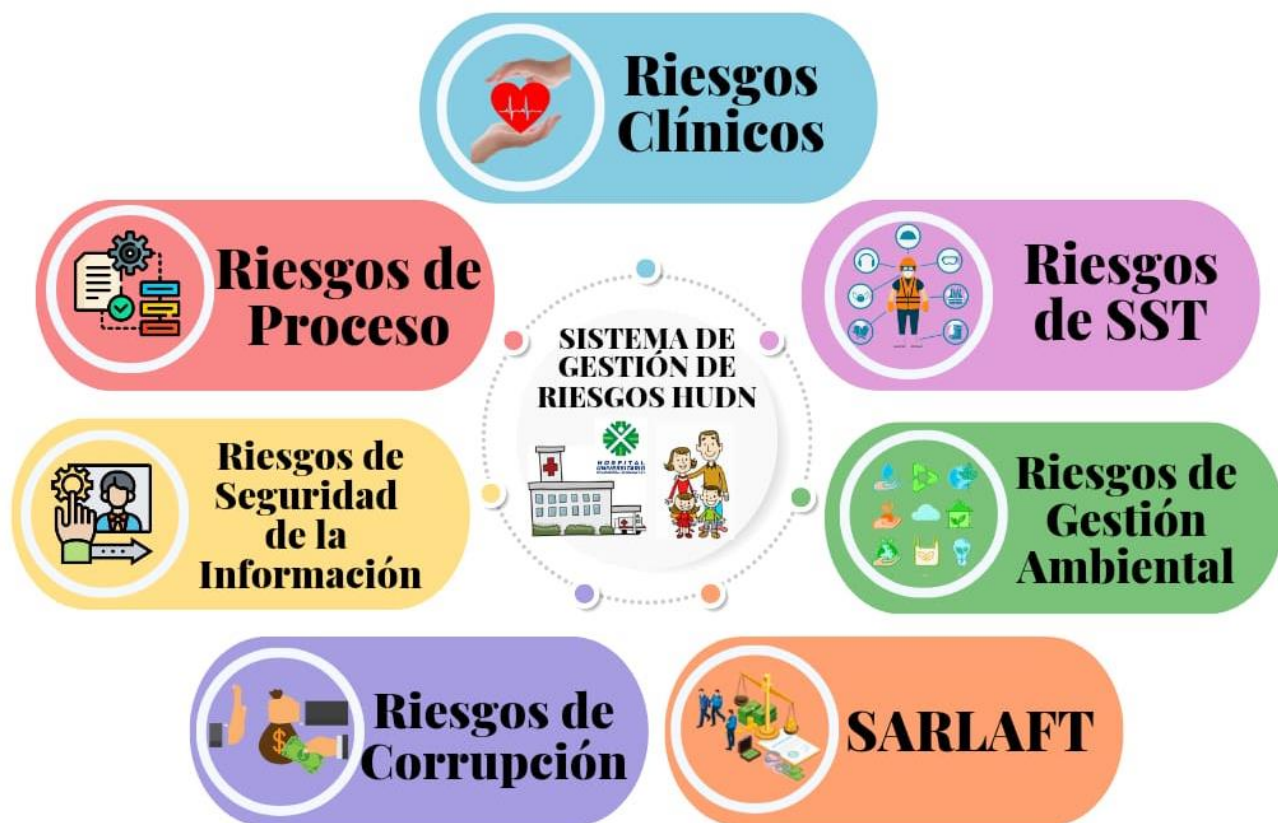 Riesgos
Clínicos
Riesgos de
Proceso
Riesgos
de SST
SISTEMA DE
GESTIÓN DE
RIESGOS HUDN
HOSPITAL
Riesgos de
Seguridad
de la
Información
Riesgos de
Gestión
Ambiental
Riesgos de
Corrupción
SARLAFT